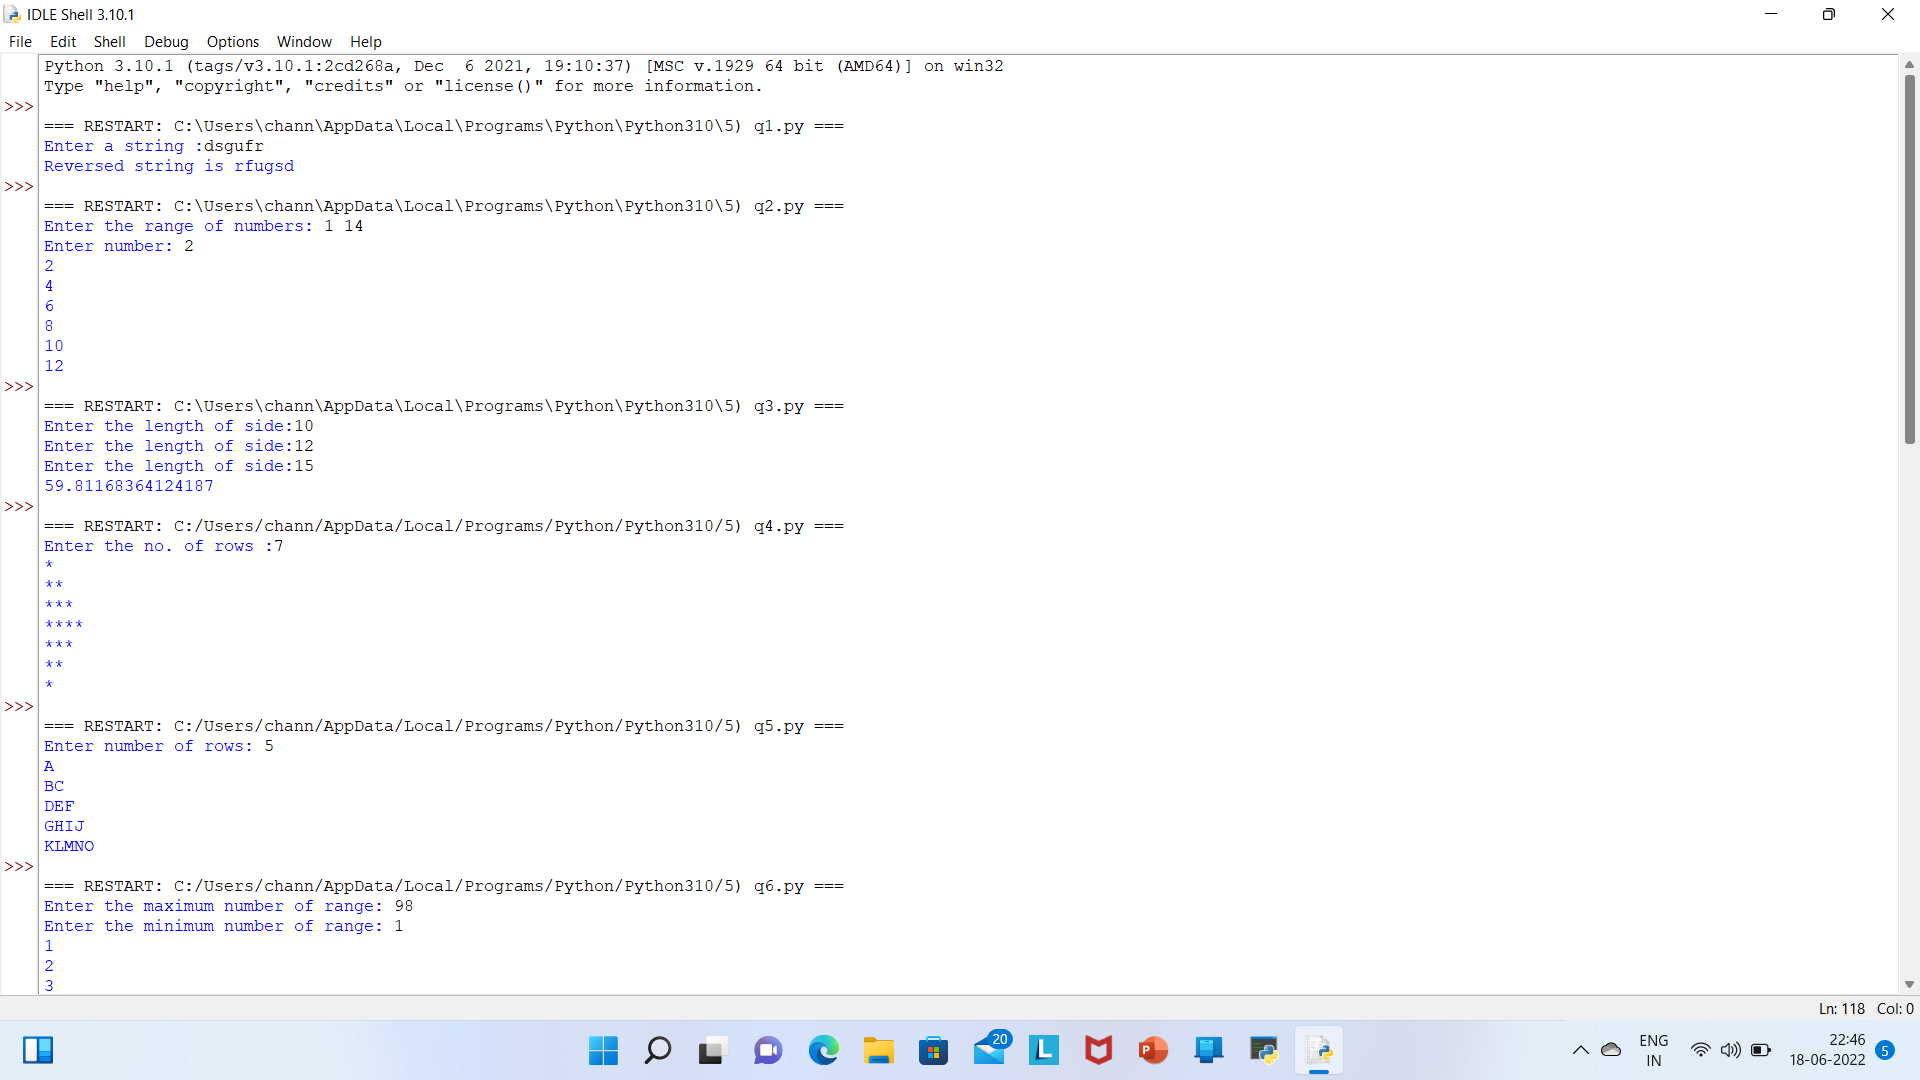 IDLE Shell 3.10.1
File Edit Shell Debug Options Window Help
Python 3.10.1 (tags/v3.10.1:2cd268a, Dec  6 2021, 19:10:37) [MSC v.1929 64 bit (AMD64)] on win32
Type "help", "copyright", "credits" or "license()" for more information.
>>>
=== RESTART: C:\Users\chann\AppData\Local\Programs\Python\Python310\5) q1.py ===
Enter a string :dsgufr
Reversed string is rfugsd
>>>
=== RESTART: C:\Users\chann\AppData\Local\Programs\Python\Python310\5) q2.py ===
Enter the range of numbers: 1 14
Enter number: 2
2
4
6
8
10
12
>>>
=== RESTART: C:\Users\chann\AppData\Local\Programs\Python\Python310\5) q3.py ===
Enter the length of side:10
Enter the length of side:12
Enter the length of side:15
59.81168364124187
>>>
=== RESTART: C:/Users/chann/AppData/Local/Programs/Python/Python310/5) q4.py ===
Enter the no. of rows :7
*
**
***
****
***
**
*
>>>
=== RESTART: C:/Users/chann/AppData/Local/Programs/Python/Python310/5) q5.py ===
Enter number of rows: 5
A
BC
DEF
GHIJ
KLMNO
>>>
=== RESTART: C:/Users/chann/AppData/Local/Programs/Python/Python310/5) q6.py ===
Enter the maximum number of range: 98
Enter the minimum number of range: 1
1
2
3
Ln: 118 Col: 0
20
L
P
ENG
IN
22:46
18-06-2022
5